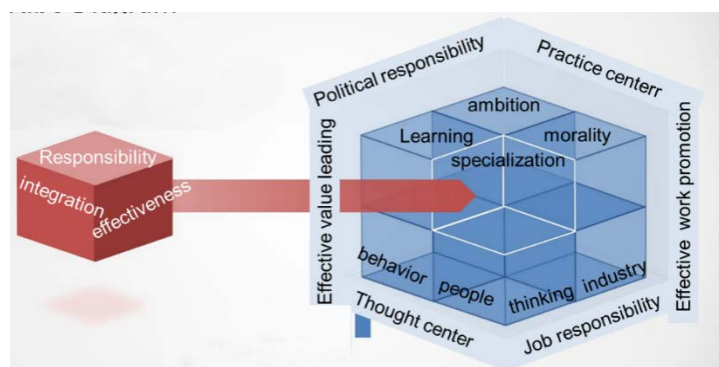 Political responsibility
Practice centerr
ambition
Learning
morality
specialization
Responsibility
integration
effectiveness
Effective value leading
Effective work promotion
behavior
people
thinking
industry
Thought center
Job responsibility